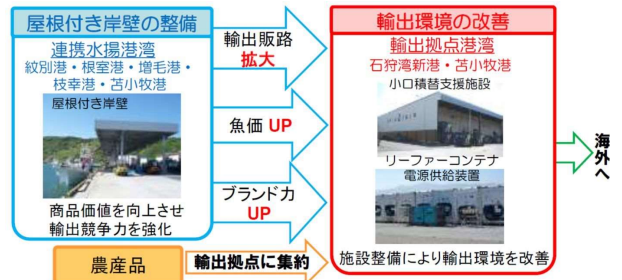 屋根付き岸壁の整備
連携水揚港湾
紋別港・根室港・増毛港・
枝幸港・苫小牧港
屋根付き岸壁
商品価値を向上させ
輸出競争力を強化
農産品
輸出販路
拡大
魚価 UP
ブランド力
UP
輸出拠点に集約
輸出環境の改善
輸出拠点港湾
石狩湾新港・苫小牧港
小口積替支援施設
リーファーコンテナ
電源供給装置
施設整備により輸出環境を改善
海外へ